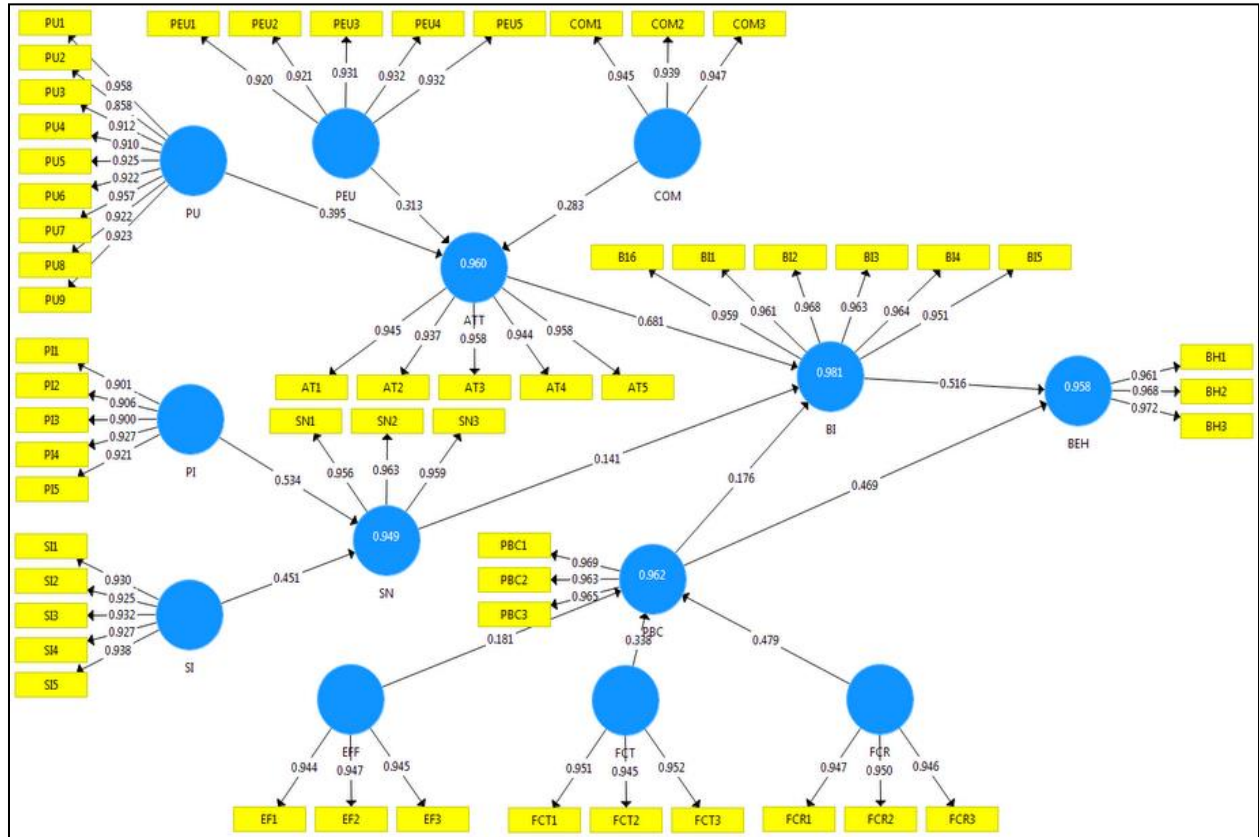 PU1
PU2
PU3
PU4
PU5
PU6
PU7
PU8
PU9
0.958
0.858
0.912
0.910
0.925
0.922
0.957
0.922
0.923
PU
PEU1
PEU2
PEU3
PEU4
PEU5
0.920
0.921
0.931
0.932
0.932
PEU
COM1
COM2
COM3
0.945
0.939
0.947
COM
0.395
0.313
0.283
0.960
ATT
0.945
0.937
0.958
0.944
0.958
AT1
AT2
AT3
AT4
AT5
0.681
B16
BI1
BI2
BI3
BI4
BI5
0.959
0.961
0.968
0.963
0.964
0.951
0.981
BI
0.516
0.958
BEH
0.961
0.968
0.972
BH1
BH2
BH3
PI1
PI2
PI3
PI4
PI5
0.901
0.906
0.900
0.927
0.921
PI
0.534
SN1
SN2
SN3
0.956
0.963
0.959
0.949
SN
0.141
0.176
0.469
SI1
SI2
SI3
SI4
SI5
0.930
0.925
0.932
0.927
0.938
SI
0.451
PBC1
PBC2
PBC3
0.969
0.963
0.965
0.962
PBC
0.181
0.338
0.479
EFF
0.944
0.947
0.945
EF1
EF2
EF3
FCT
0.951
0.945
0.952
FCT1
FCT2
FCT3
FCR
0.947
0.950
0.946
FCR1
FCR2
FCR3